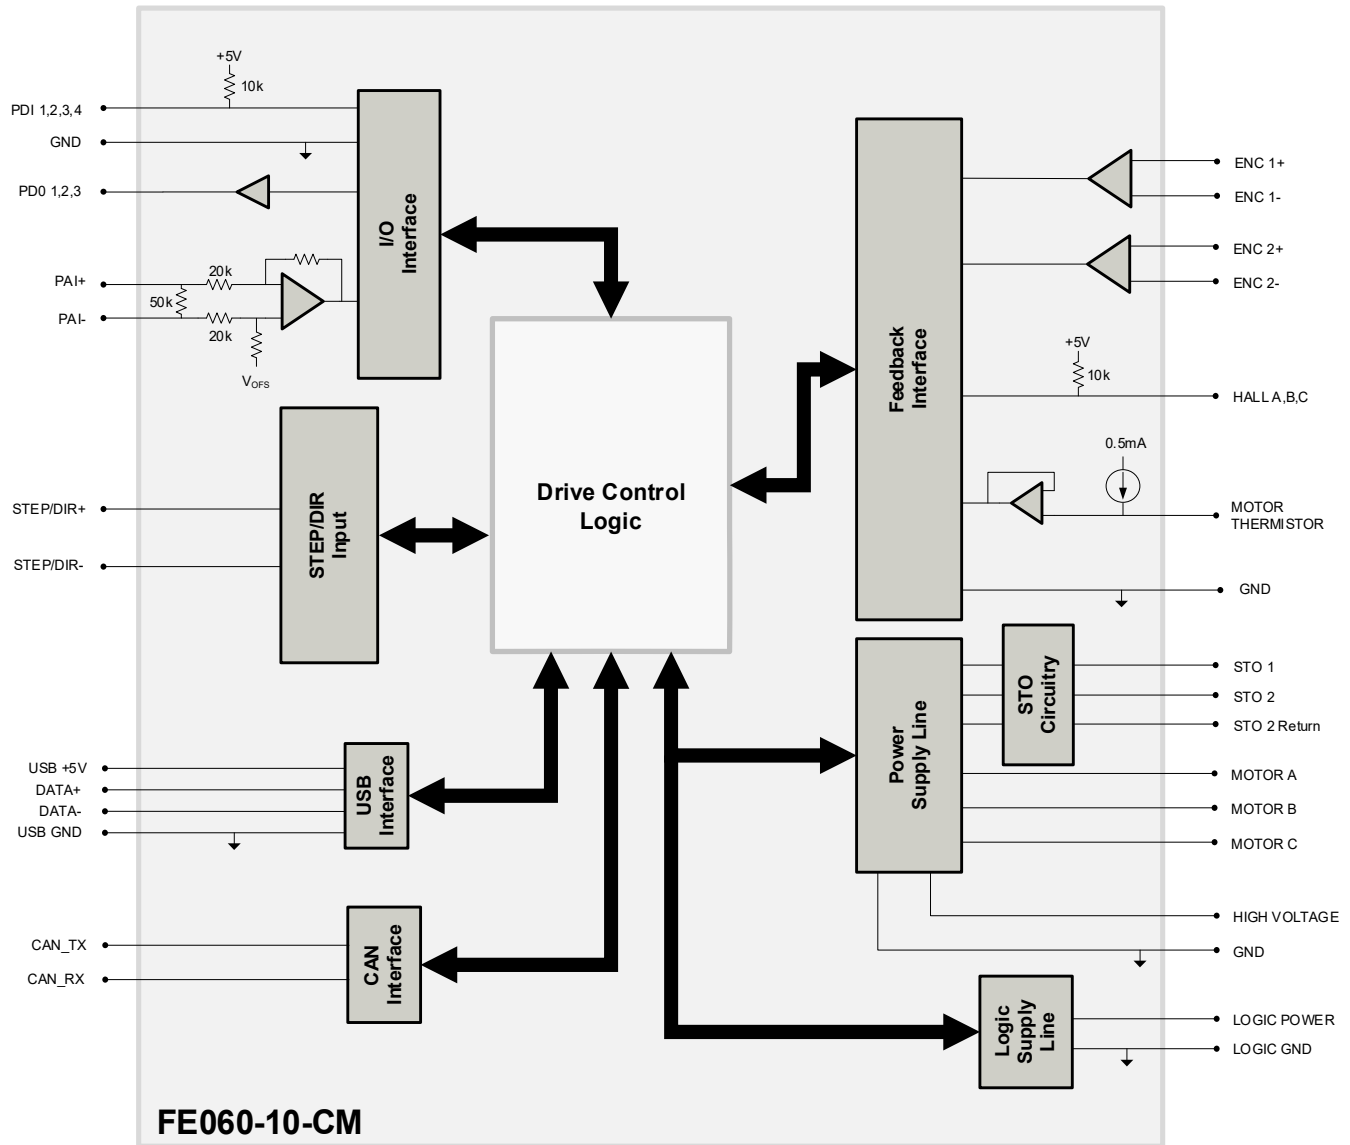 +5V
10k
PDI 1,2,3,4
GND
PD0 1,2,3
PAI+
20k
50k
PAI-
20k
VOFS
I/O
Interface
STEP/DIR+
STEP/DIR-
STEP/DIR
Input
USB +5V
DATA+
DATA-
USB GND
USB
Interface
CAN_TX
CAN_RX
CAN
Interface
Drive Control
Logic
Feedback
Interface
ENC 1+
ENC 1-
ENC 2+
ENC 2-
+5V
10k
HALL A,B,C
0.5mA
MOTOR
THERMISTOR
GND
Power
Supply Line
STO
Circuitry
STO 1
STO 2
STO 2 Return
MOTOR A
MOTOR B
MOTOR C
HIGH VOLTAGE
GND
Logic
Supply
Line
LOGIC POWER
LOGIC GND
FE060-10-CM